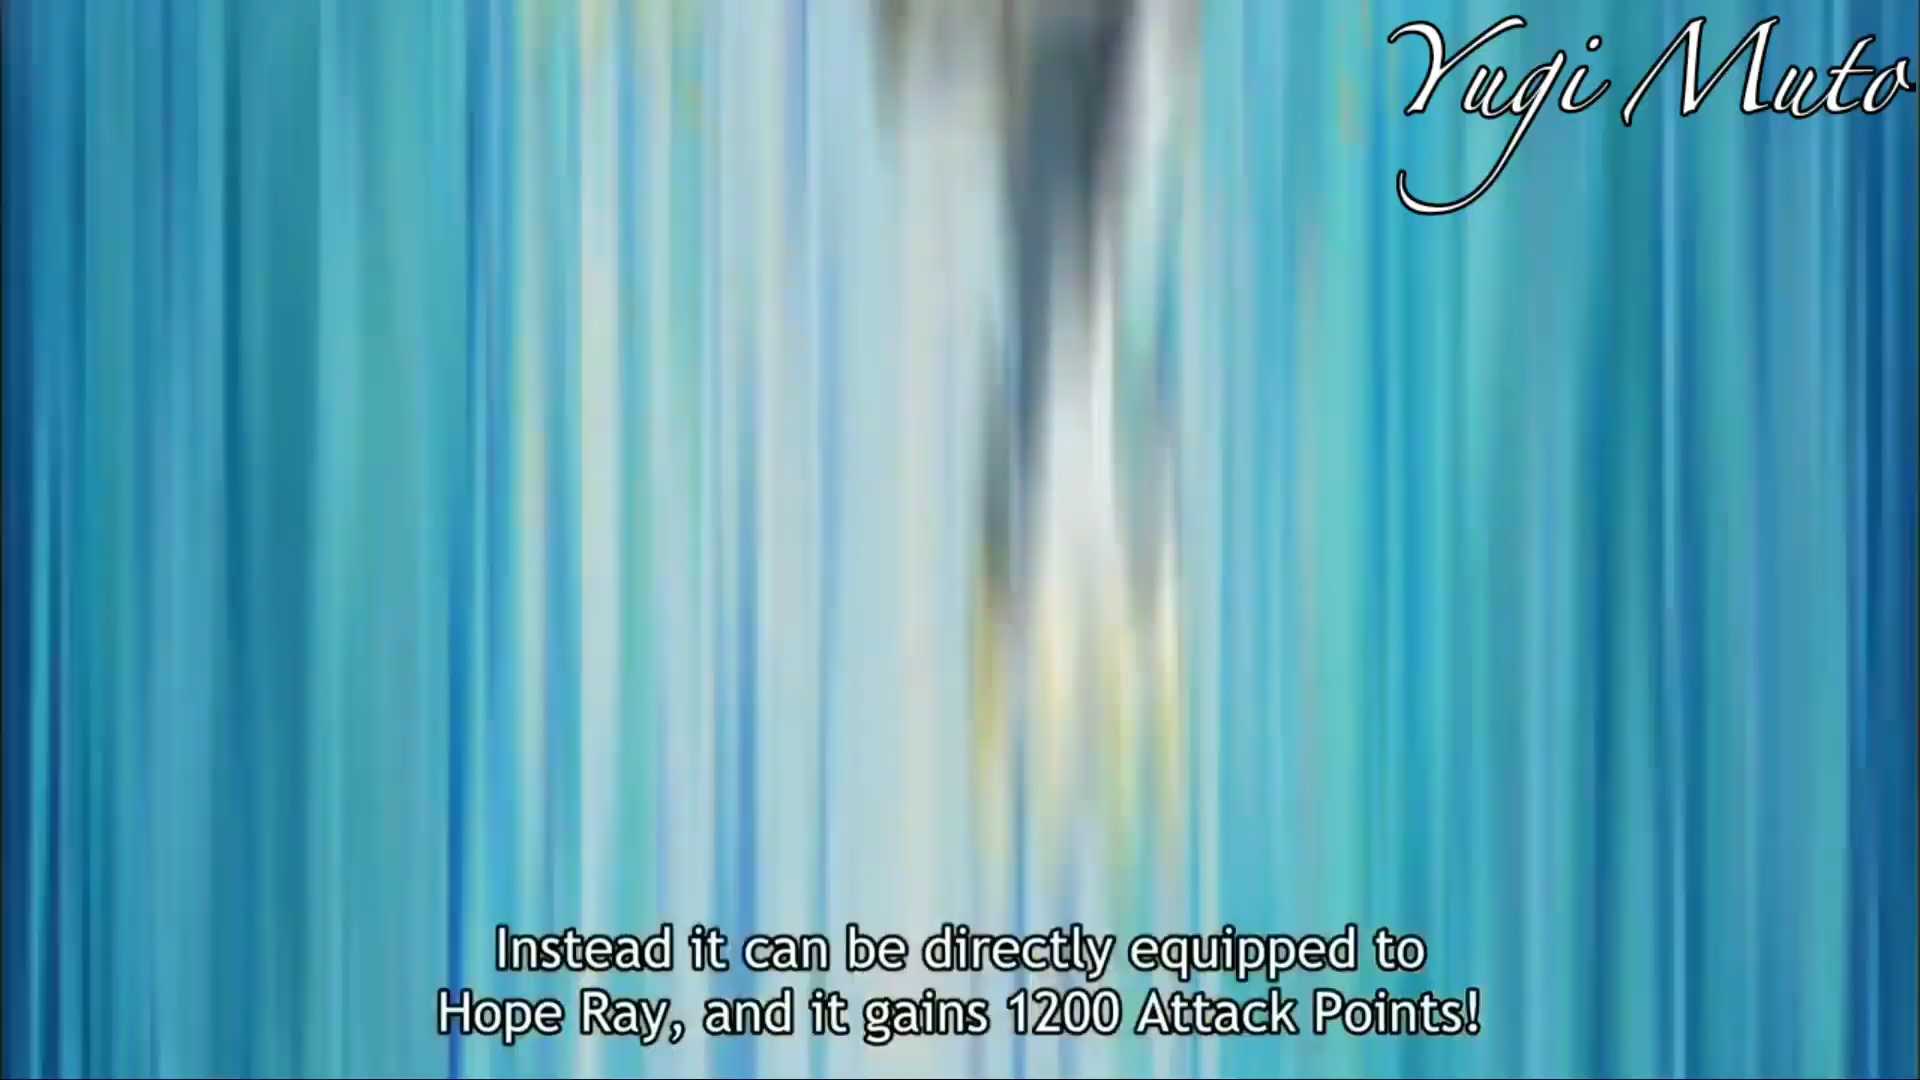 Yugi Muto
Instead it can be directly equipped to
Hope Ray, and it gains 1200 Attack Points!